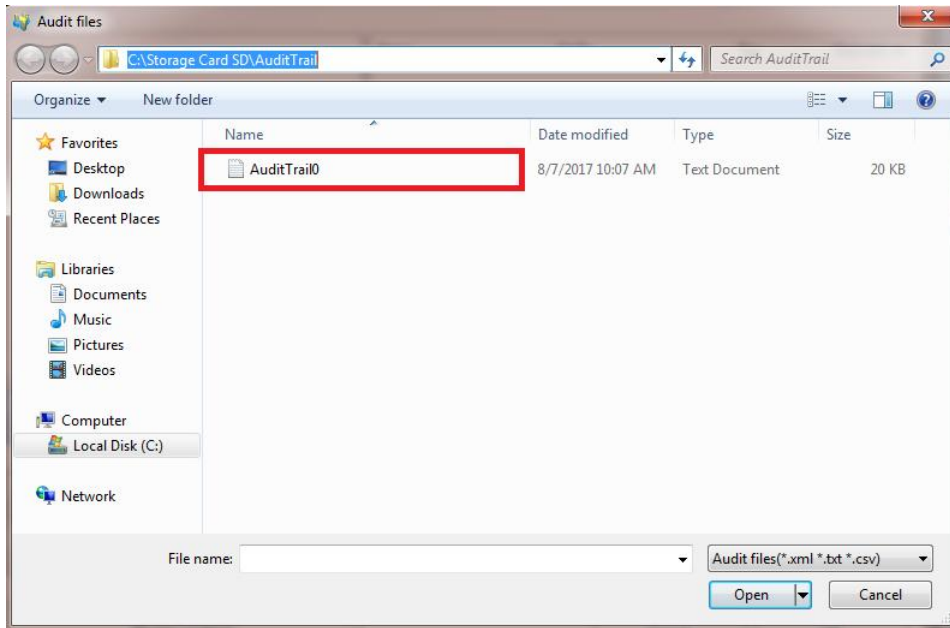 Audit files
C:\Storage Card SD\AuditTrail
Search AuditTrail
Organize
New folder
Favorites
Desktop
Downloads
Recent Places
Libraries
Documents
Music
Pictures
Videos
Computer
Local Disk (C:)
Network
Name Date modified Type Size
AuditTrail0 8/7/2017 10:07 AM Text Document 20 KB
File name:
Audit files(*.xml *.txt *.csv)
Open Cancel